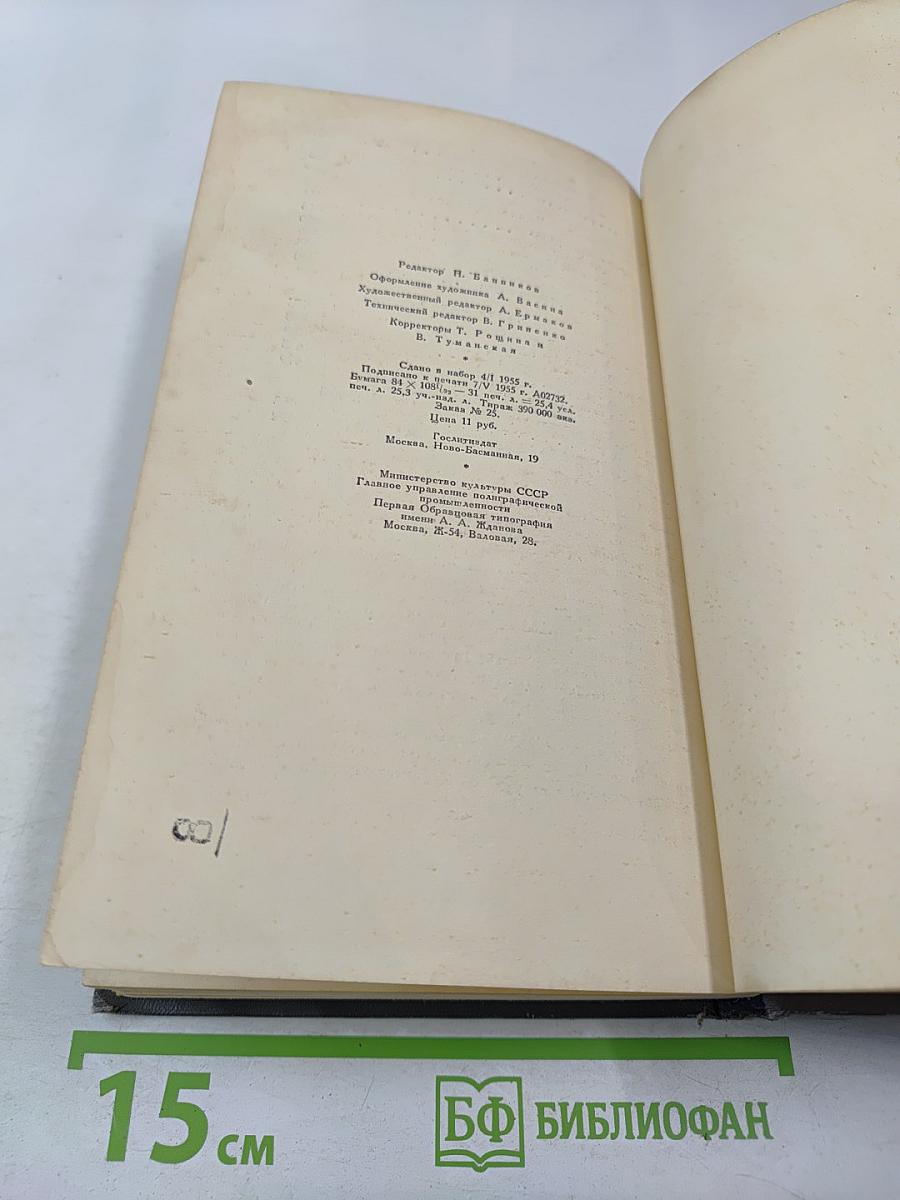 Редактор Н. Банников
Оформление художника А. Васина
Художественный редактор А. Ермаков
Технический редактор В. Гриненко
Корректоры Т. Рощина и
В. Туманская
*
Сдано в набор 4/I 1955 г.
Подписано к печати 7/V 1955 г. А02732.
Бумага 84 × 108¹/₃₂ — 31 печ. л. = 25,4 усл.
печ. л. 25,3 уч.-изд. л. Тираж 390 000 экз.
Заказ № 25.
Цена 11 руб.
Гослитиздат
Москва, Ново-Басманная, 19
*
Министерство культуры СССР
Главное управление полиграфической
промышленности
Первая Образцовая типография
имени А. А. Жданова
Москва, Ж-54, Валовая, 28.
15 см
БФ БИБЛИОФАН